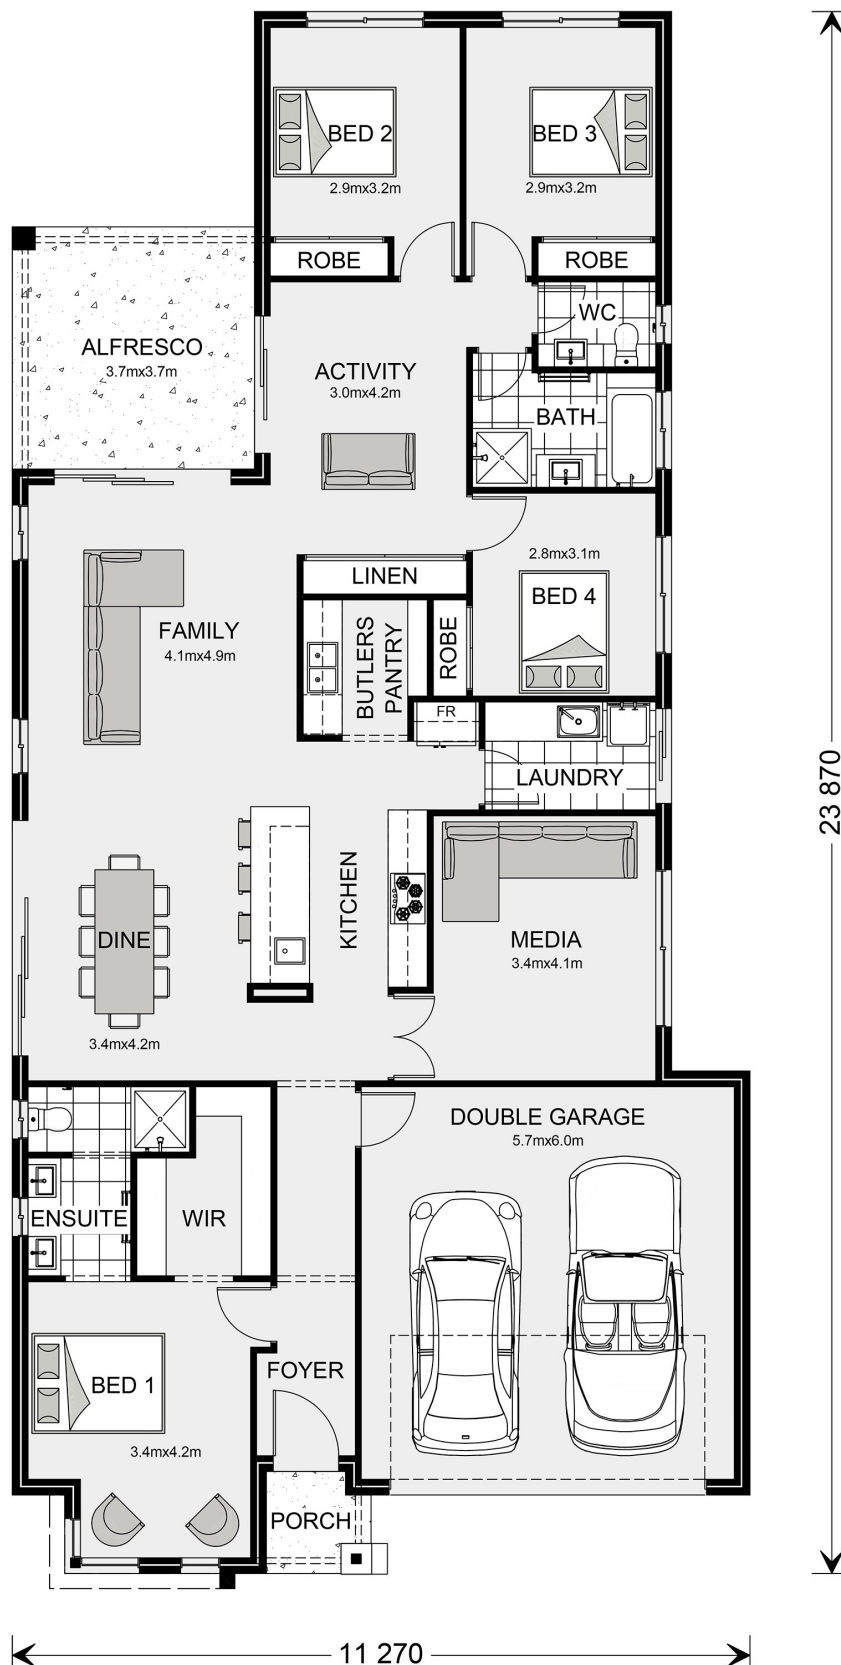 BED 2
2.9mx3.2m
BED 3
2.9mx3.2m
ROBE
ROBE
WC
ALFRESCO
3.7mx3.7m
ACTIVITY
3.0mx4.2m
BATH
2.8mx3.1m
BED 4
LINEN
FAMILY
4.1mx4.9m
BUTLERS
PANTRY
ROBE
FR
LAUNDRY
23 870
KITCHEN
DINE
3.4mx4.2m
MEDIA
3.4mx4.1m
DOUBLE GARAGE
5.7mx6.0m
ENSUITE
WIR
FOYER
BED 1
3.4mx4.2m
PORCH
11 270